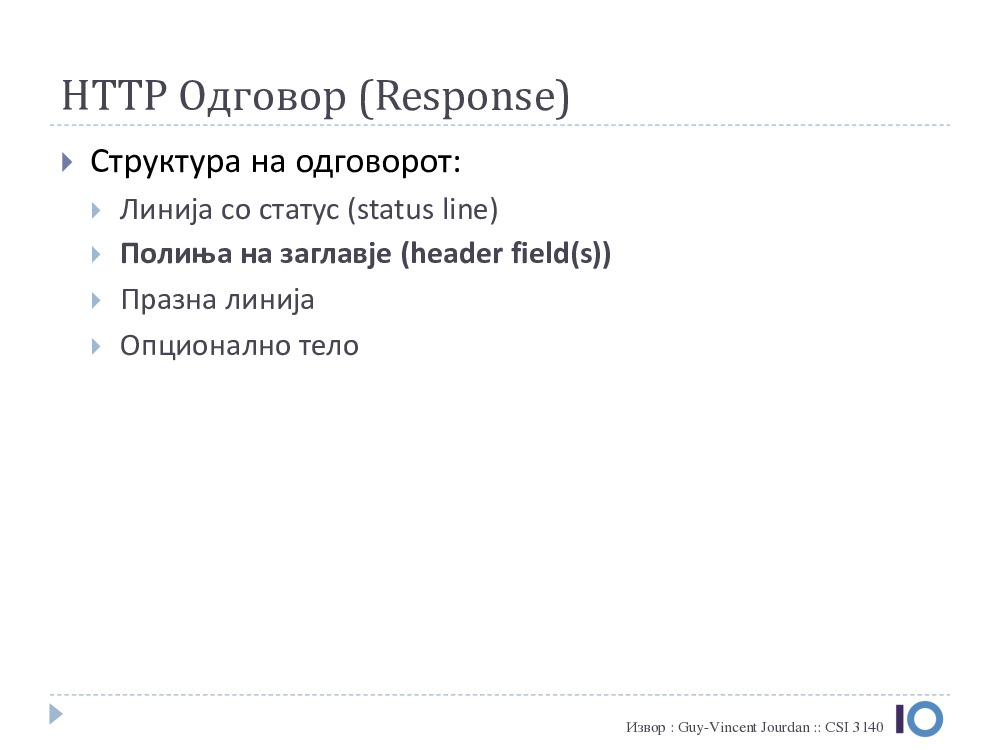 HTTP Одговор (Response)
Структура на одговорот:
Линија со статус (status line)
Полиња на заглавје (header field(s))
Празна линија
Опционално тело
Извор : Guy-Vincent Jourdan :: CSI 3140